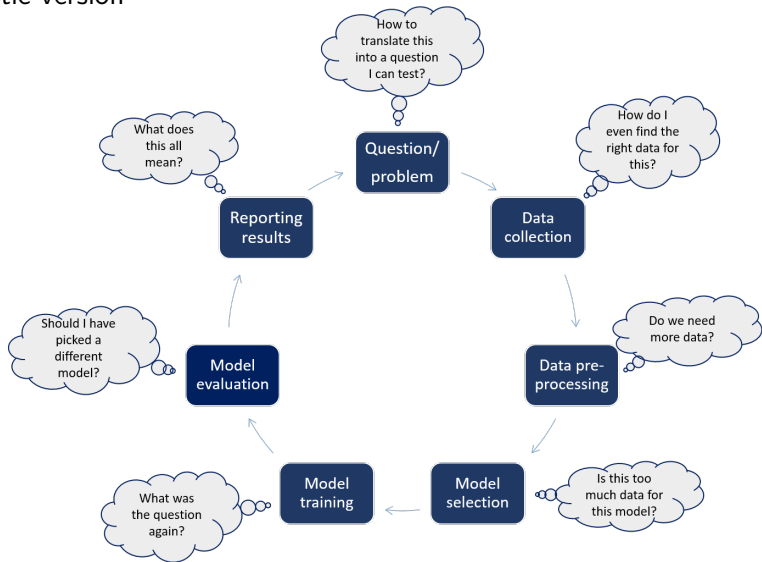 How to
translate this
into a question
I can test?
Question/
problem
How do I
even find the
right data for
this?
Data
collection
Do we need
more data?
Data pre-
processing
Is this too
much data for
this model?
Model
selection
Model
training
What was
the question
again?
Model
evaluation
Should I have
picked a
different
model?
Reporting
results
What does
this all
mean?